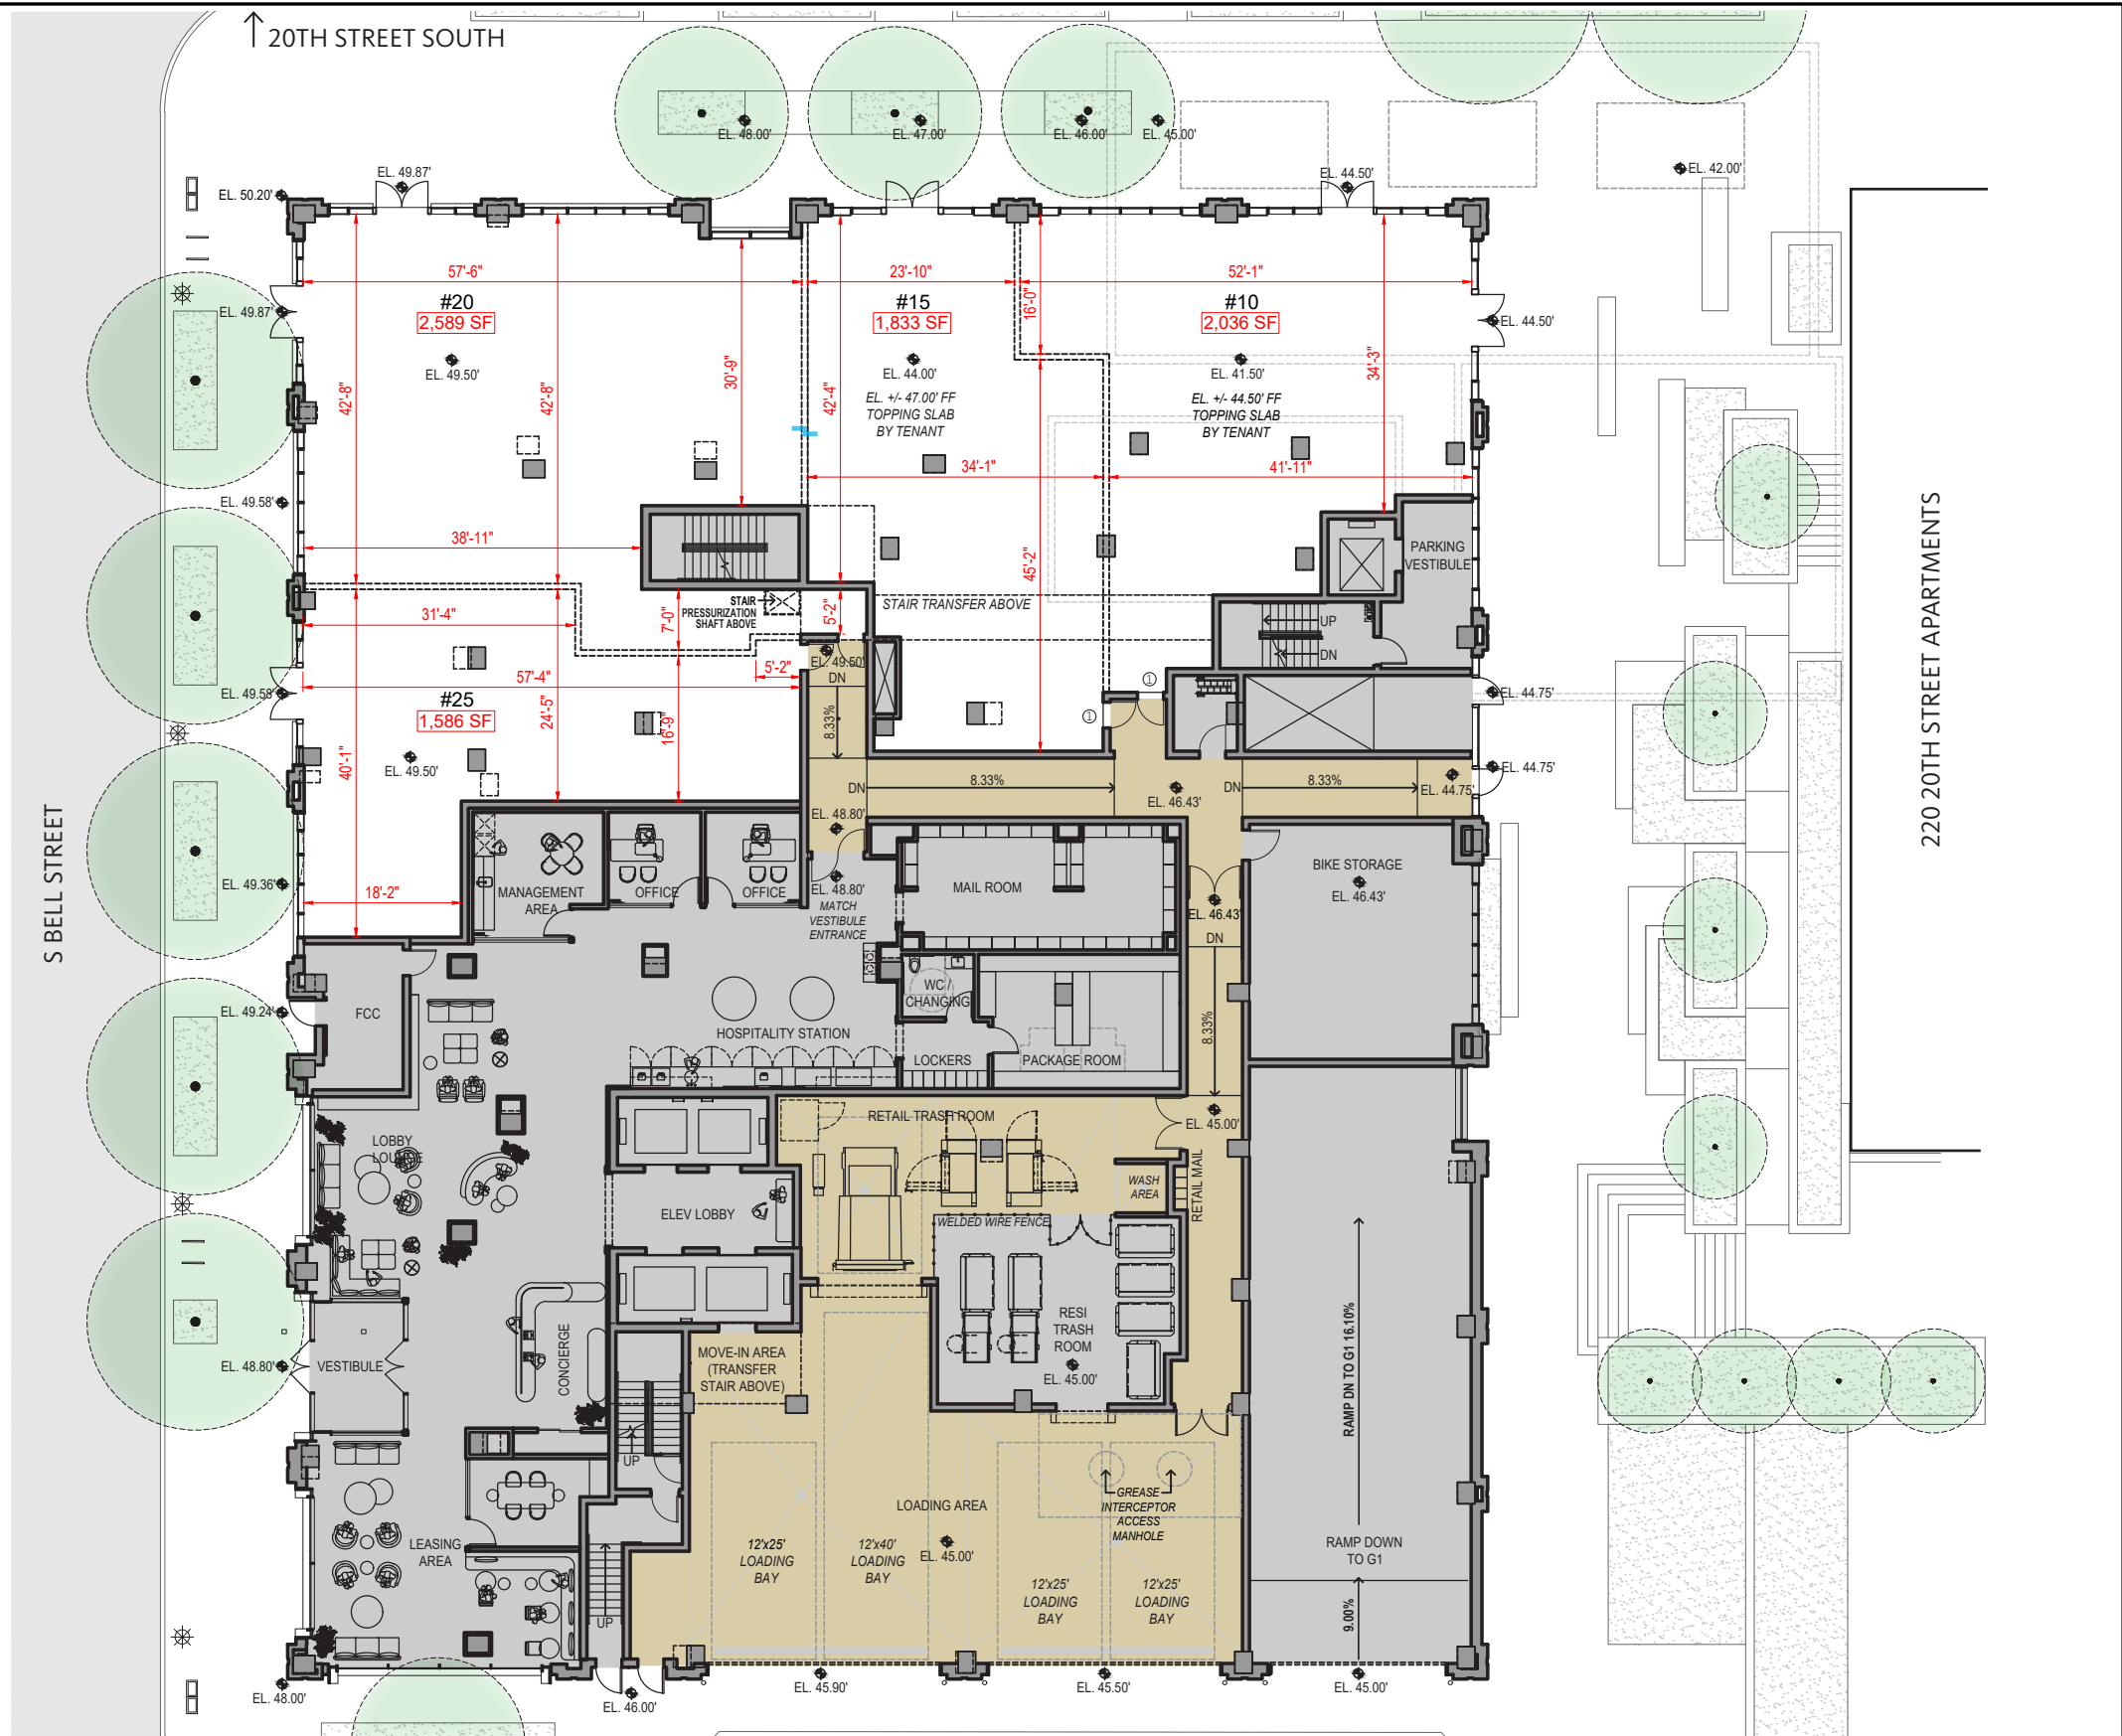 20TH STREET SOUTH
EL. 48.00'
EL. 47.00'
EL. 46.00'
EL. 45.00'
EL. 42.00'
EL. 50.20'
EL. 49.87'
EL. 44.50'
57'-6"
23'-10"
52'-1"
#20
2,589 SF
#15
1,833 SF
#10
2,036 SF
16'-0"
EL. 49.87'
EL. 44.50'
EL. 49.50'
EL. 44.00'
EL. 41.50'
42'-8"
42'-8"
30'-9"
42'-4"
34'-3"
EL. +/- 47.00' FF
TOPPING SLAB
BY TENANT
EL. +/- 44.50' FF
TOPPING SLAB
BY TENANT
34'-1"
41'-11"
EL. 49.58'
38'-11"
45'-2"
PARKING
VESTIBULE
STAIR
PRESSURIZATION
SHAFT ABOVE
STAIR TRANSFER ABOVE
31'-4"
7'-0"
5'-2"
UP
DN
EL. 49.50'
5'-2"
DN
57'-4"
EL. 49.58'
#25
1,586 SF
24'-5"
16'-9"
8.33%
1
1
EL. 44.75'
40'-1"
EL. 49.50'
EL. 44.75'
DN
8.33%
EL. 46.43'
DN
8.33%
EL. 44.75'
EL. 48.80'
S BELL STREET
220 20TH STREET APARTMENTS
EL. 49.36'
18'-2"
MANAGEMENT
AREA
OFFICE
OFFICE
EL. 48.80'
MATCH
VESTIBULE
ENTRANCE
MAIL ROOM
BIKE STORAGE
EL. 46.43'
EL. 46.43'
DN
8.33%
WC /
CHANGING
EL. 49.24'
FCC
HOSPITALITY STATION
LOCKERS
PACKAGE ROOM
RETAIL TRASH ROOM
EL. 45.00'
LOBBY
LOUNGE
WASH
AREA
RETAIL MAIL
ELEV LOBBY
WELDED WIRE FENCE
RESI
TRASH
ROOM
EL. 45.00'
RAMP DN TO G1 16.10%
EL. 48.80'
VESTIBULE
CONCIERGE
MOVE-IN AREA
(TRANSFER
STAIR ABOVE)
UP
LOADING AREA
EL. 45.00'
GREASE
INTERCEPTOR
ACCESS
MANHOLE
LEASING
AREA
12'x25'
LOADING
BAY
12'x40'
LOADING
BAY
12'x25'
LOADING
BAY
12'x25'
LOADING
BAY
RAMP DOWN
TO G1
9.00%
UP
EL. 48.00'
EL. 46.00'
EL. 45.90'
EL. 45.50'
EL. 45.00'